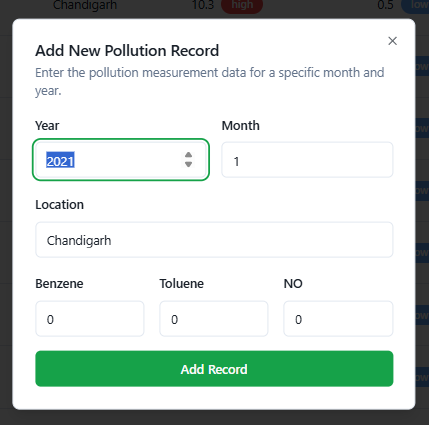 Chandigarh 10.3 high 0.5 low
Add New Pollution Record
Enter the pollution measurement data for a specific month and
year.
Year Month
2021 1
Location
Chandigarh
Benzene Toluene NO
0 0 0
Add Record